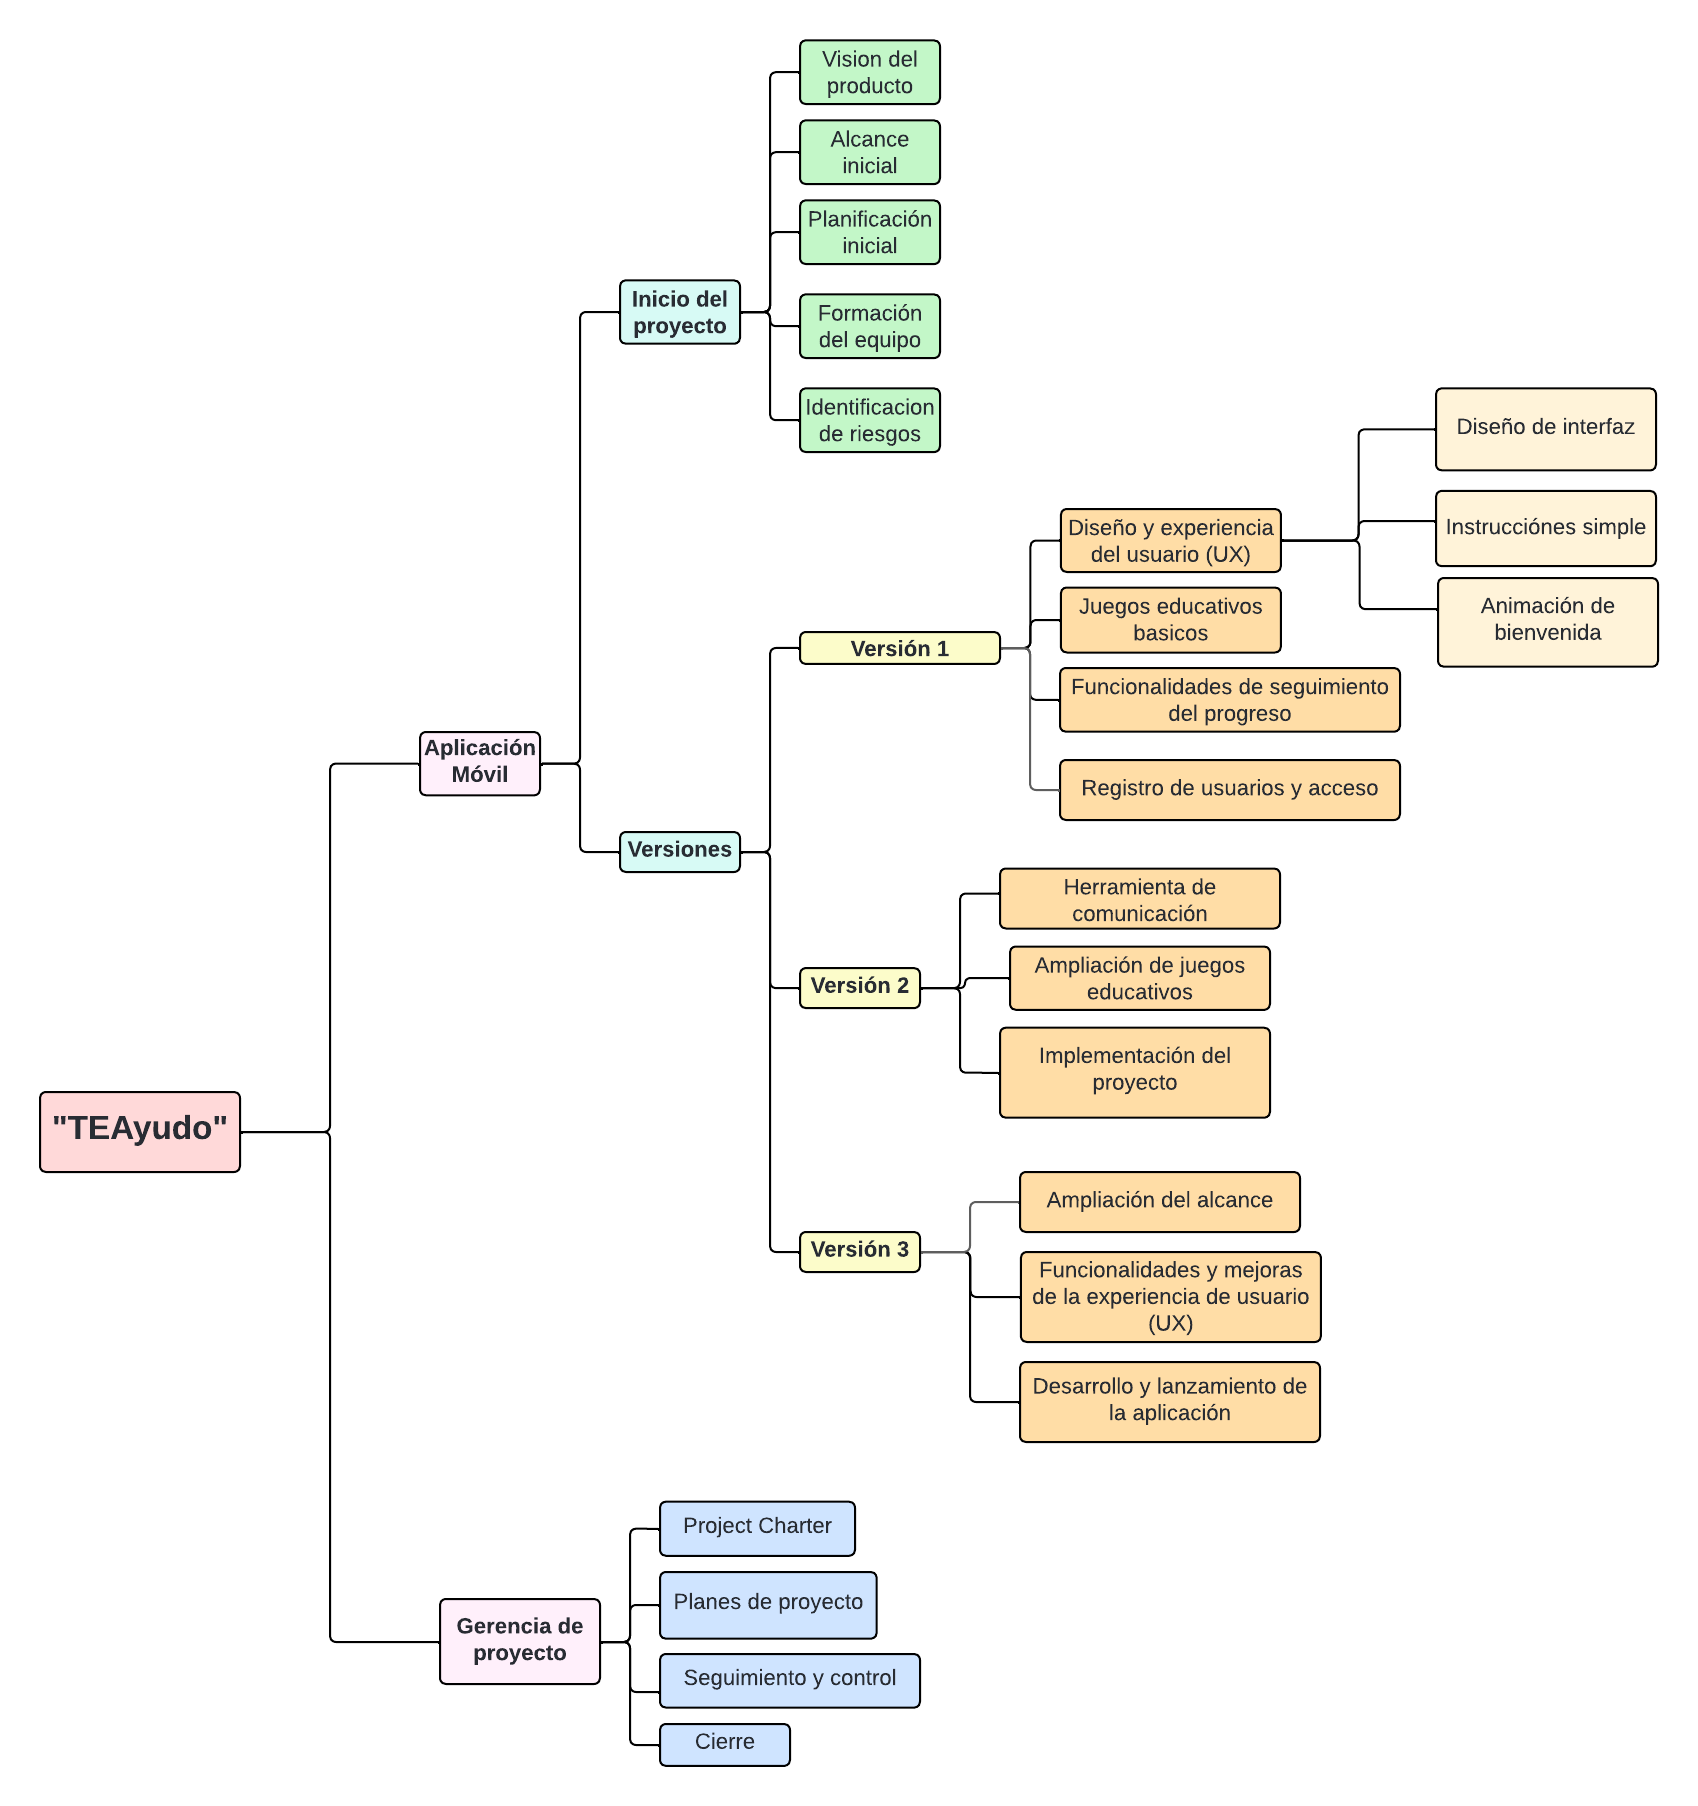 "TEAyudo"
Aplicación
Móvil
Inicio del
proyecto
Vision del
producto
Alcance
inicial
Planificación
inicial
Formación
del equipo
Identificacion
de riesgos
Versiones
Versión 1
Diseño y experiencia
del usuario (UX)
Diseño de interfaz
Instrucciónes simple
Animación de
bienvenida
Juegos educativos
basicos
Funcionalidades de seguimiento
del progreso
Registro de usuarios y acceso
Versión 2
Herramienta de
comunicación
Ampliación de juegos
educativos
Implementación del
proyecto
Versión 3
Ampliación del alcance
Funcionalidades y mejoras
de la experiencia de usuario
(UX)
Desarrollo y lanzamiento de
la aplicación
Gerencia de
proyecto
Project Charter
Planes de proyecto
Seguimiento y control
Cierre